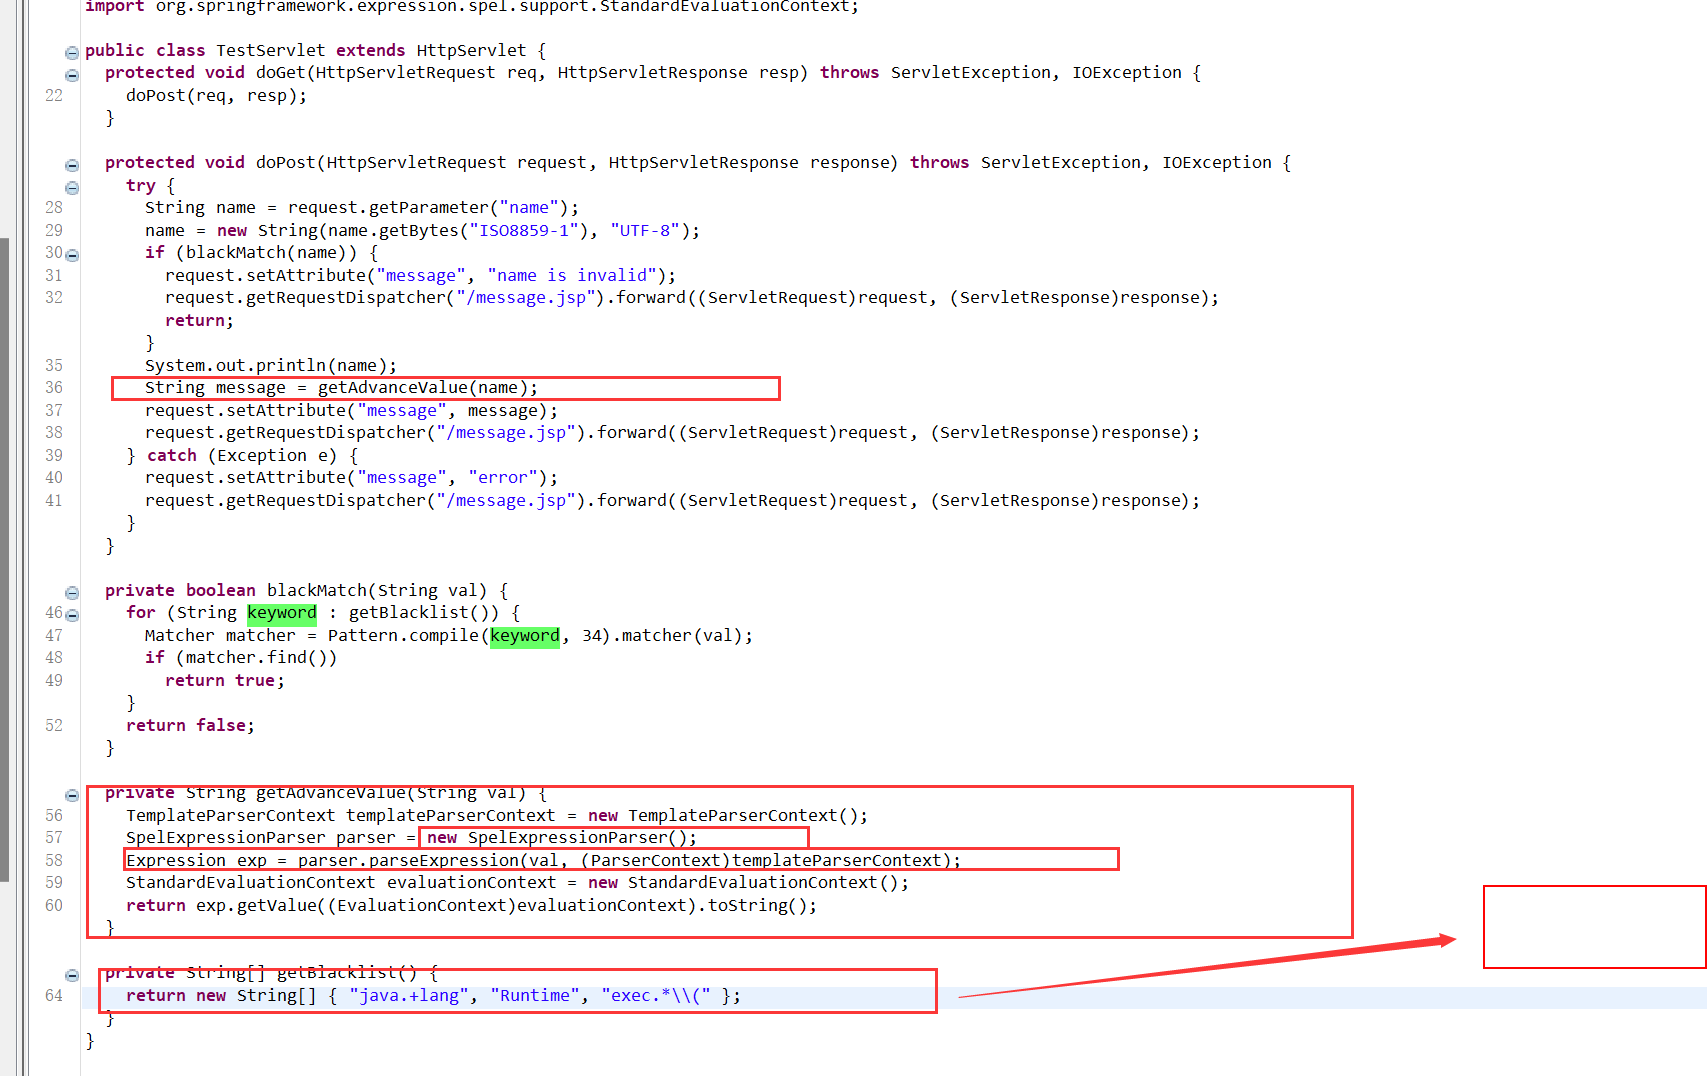 import org.springframework.expression.spel.support.StandardEvaluationContext;
public class TestServlet extends HttpServlet {
protected void doGet(HttpServletRequest req, HttpServletResponse resp) throws ServletException, IOException {
22 doPost(req, resp);
}
protected void doPost(HttpServletRequest request, HttpServletResponse response) throws ServletException, IOException {
try {
28 String name = request.getParameter("name");
29 name = new String(name.getBytes("ISO8859-1"), "UTF-8");
30 if (blackMatch(name)) {
31 request.setAttribute("message", "name is invalid");
32 request.getRequestDispatcher("/message.jsp").forward((ServletRequest)request, (ServletResponse)response);
return;
}
35 System.out.println(name);
36 String message = getAdvanceValue(name);
37 request.setAttribute("message", message);
38 request.getRequestDispatcher("/message.jsp").forward((ServletRequest)request, (ServletResponse)response);
39 } catch (Exception e) {
40 request.setAttribute("message", "error");
41 request.getRequestDispatcher("/message.jsp").forward((ServletRequest)request, (ServletResponse)response);
}
}
private boolean blackMatch(String val) {
46 for (String keyword : getBlacklist()) {
47 Matcher matcher = Pattern.compile(keyword, 34).matcher(val);
48 if (matcher.find())
49 return true;
}
52 return false;
}
private String getAdvanceValue(String val) {
56 TemplateParserContext templateParserContext = new TemplateParserContext();
57 SpelExpressionParser parser = new SpelExpressionParser();
58 Expression exp = parser.parseExpression(val, (ParserContext)templateParserContext);
59 StandardEvaluationContext evaluationContext = new StandardEvaluationContext();
60 return exp.getValue((EvaluationContext)evaluationContext).toString();
}
private String[] getBlacklist() {
64 return new String[] { "java.+lang", "Runtime", "exec.*\\(" };
}
}